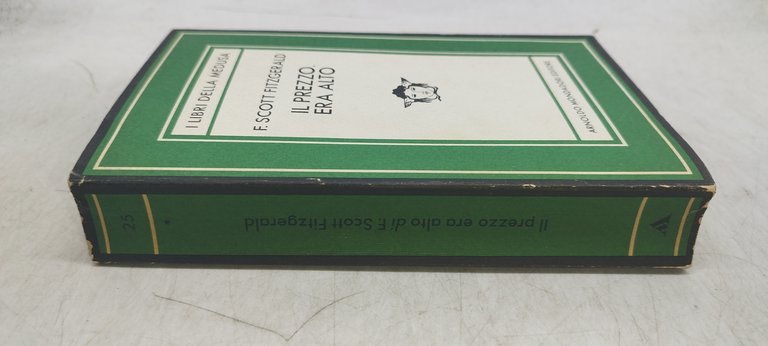 I LIBRI DELLA MEDUSA
F. SCOTT FITZGERALD
IL PREZZO
ERA ALTO
ARNOLDO MONDADORI EDITORE
Il prezzo era alto di F. Scott Fitzgerald
25